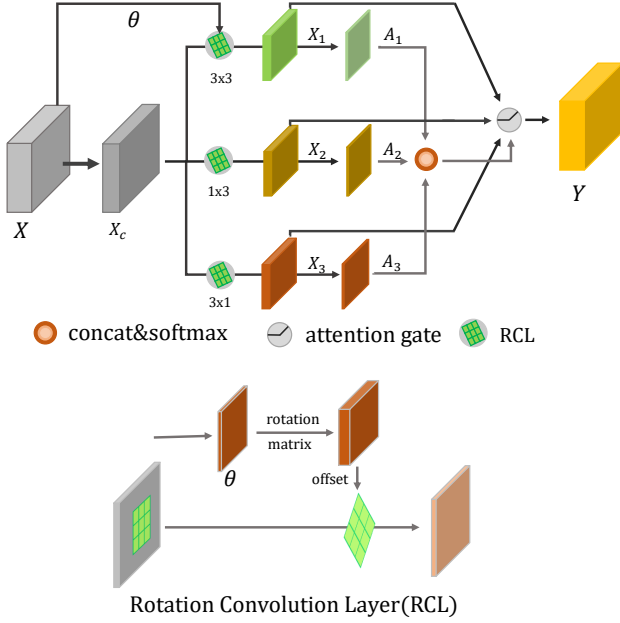 θ
X₁
A₁
3x3
X₂
A₂
1x3
X
X꜀
Y
X₃
A₃
3x1
concat&softmax
attention gate
RCL
rotation
matrix
θ
offset
Rotation Convolution Layer(RCL)